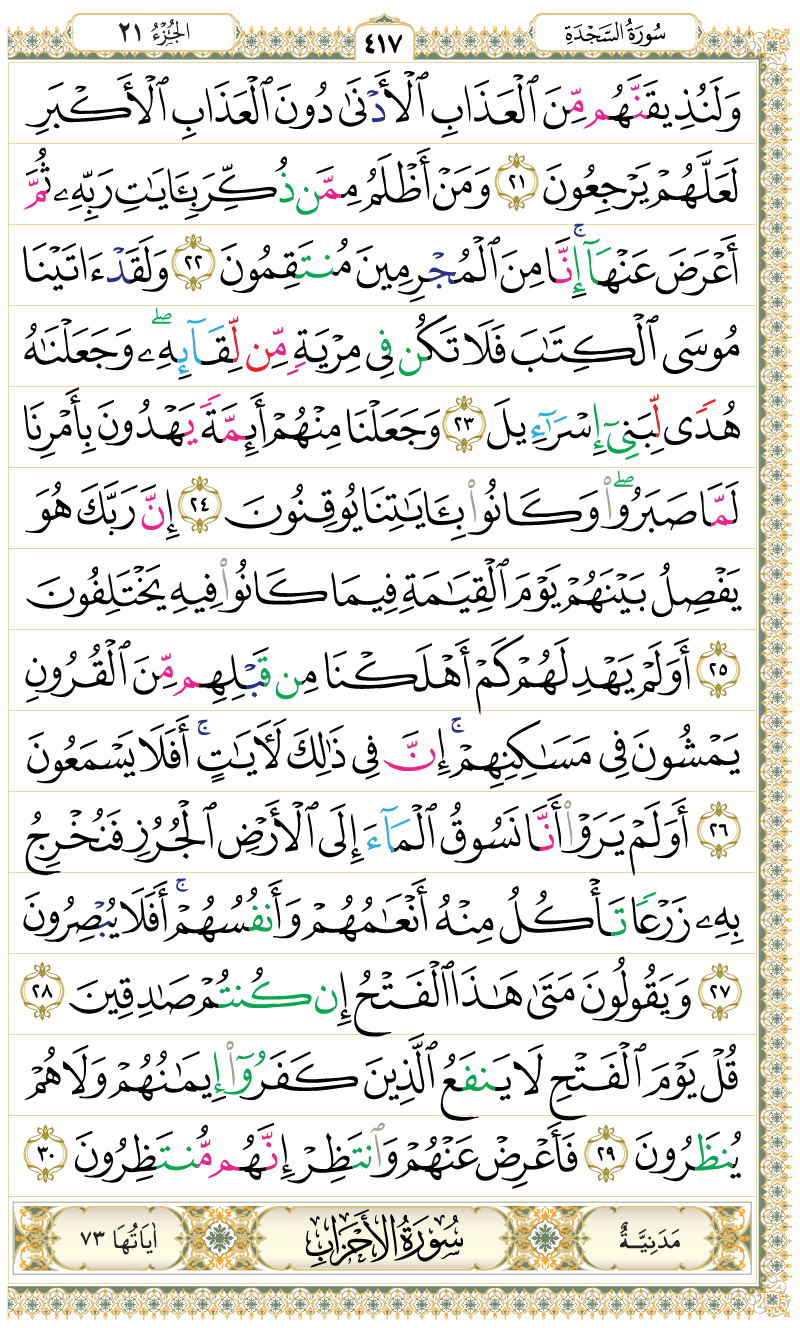 سُورَةُ السَّجْدَةِ ٤١٧ الجُزْءُ ٢١
وَلَنُذِيقَنَّهُم مِّنَ ٱلْعَذَابِ ٱلْأَدْنَىٰ دُونَ ٱلْعَذَابِ ٱلْأَكْبَرِ
لَعَلَّهُمْ يَرْجِعُونَ ٢١ وَمَنْ أَظْلَمُ مِمَّن ذُكِّرَ بِـَٔايَٰتِ رَبِّهِۦ ثُمَّ
أَعْرَضَ عَنْهَآ ۚ إِنَّا مِنَ ٱلْمُجْرِمِينَ مُنتَقِمُونَ ٢٢ وَلَقَدْ ءَاتَيْنَا
مُوسَى ٱلْكِتَٰبَ فَلَا تَكُن فِى مِرْيَةٍ مِّن لِّقَآئِهِۦ ۖ وَجَعَلْنَٰهُ
هُدًى لِّبَنِىٓ إِسْرَٰٓءِيلَ ٢٣ وَجَعَلْنَا مِنْهُمْ أَئِمَّةً يَهْدُونَ بِأَمْرِنَا
لَمَّا صَبَرُوا۟ ۖ وَكَانُوا۟ بِـَٔايَٰتِنَا يُوقِنُونَ ٢٤ إِنَّ رَبَّكَ هُوَ
يَفْصِلُ بَيْنَهُمْ يَوْمَ ٱلْقِيَٰمَةِ فِيمَا كَانُوا۟ فِيهِ يَخْتَلِفُونَ
٢٥ أَوَلَمْ يَهْدِ لَهُمْ كَمْ أَهْلَكْنَا مِن قَبْلِهِم مِّنَ ٱلْقُرُونِ
يَمْشُونَ فِى مَسَٰكِنِهِمْ ۚ إِنَّ فِى ذَٰلِكَ لَـَٔايَٰتٍ ۚ أَفَلَا يَسْمَعُونَ
٢٦ أَوَلَمْ يَرَوْا۟ أَنَّا نَسُوقُ ٱلْمَآءَ إِلَى ٱلْأَرْضِ ٱلْجُرُزِ فَنُخْرِجُ
بِهِۦ زَرْعًا تَأْكُلُ مِنْهُ أَنْعَٰمُهُمْ وَأَنفُسُهُمْ ۚ أَفَلَا يُبْصِرُونَ
٢٧ وَيَقُولُونَ مَتَىٰ هَٰذَا ٱلْفَتْحُ إِن كُنتُمْ صَٰدِقِينَ ٢٨
قُلْ يَوْمَ ٱلْفَتْحِ لَا يَنفَعُ ٱلَّذِينَ كَفَرُوٓا۟ إِيمَٰنُهُمْ وَلَا هُمْ
يُنظَرُونَ ٢٩ فَأَعْرِضْ عَنْهُمْ وَٱنتَظِرْ إِنَّهُم مُّنتَظِرُونَ ٣٠
مَدَنِيَّةٌ سُورَةُ الأَحْزَابِ اٰيَاتُهَا ٧٣